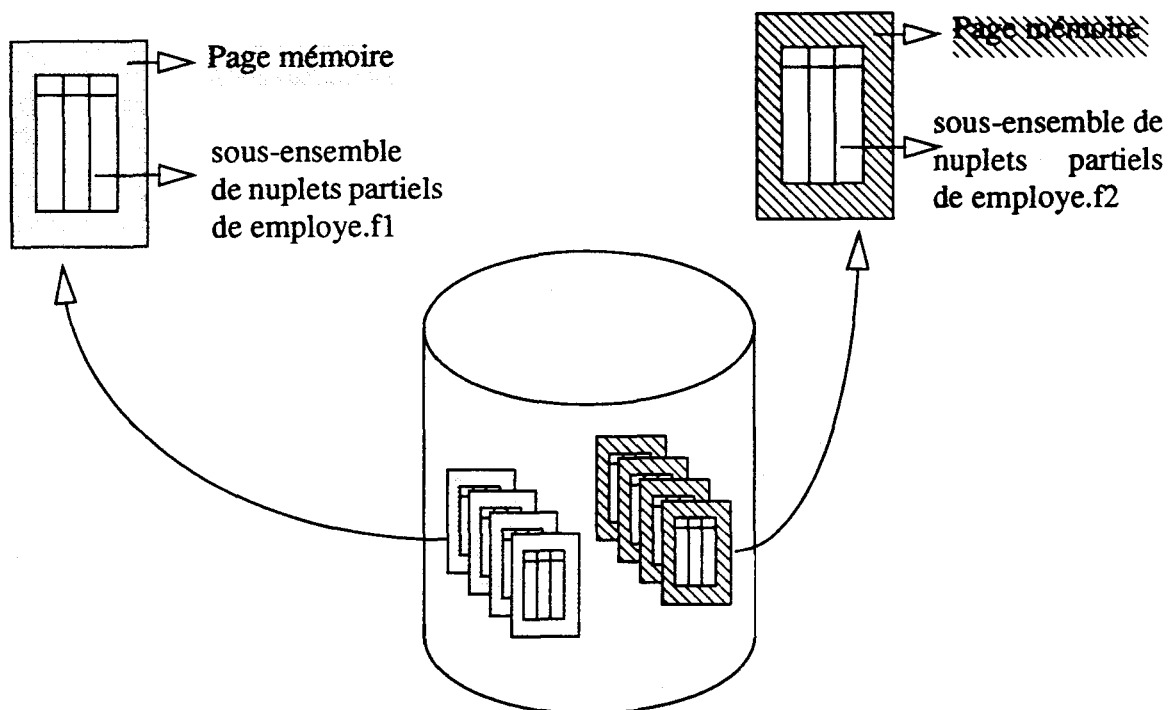 Page mémoire
sous-ensemble
de nuplets partiels
de employe.f1
Page mémoire
sous-ensemble de
nuplets partiels
de employe.f2